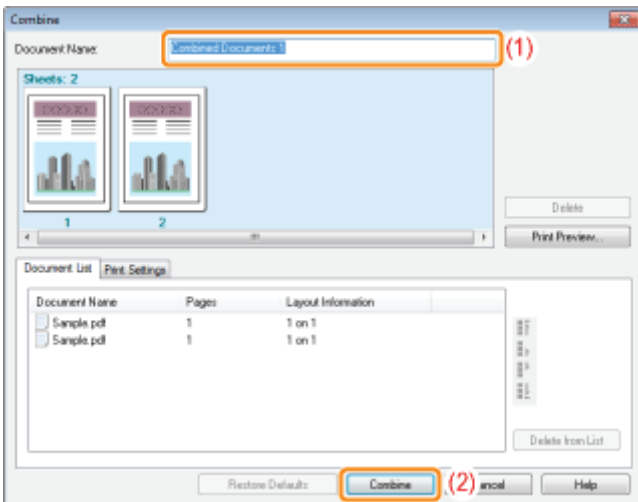 Combine
Document Name: Combined Documents 1 (1)
Sheets: 2
1 2
Delete
Print Preview...
Document List Print Settings
Document Name Pages Layout Information
Sample.pdf 1 1 on 1
Sample.pdf 1 1 on 1
Delete from List
Restore Defaults Combine (2) ancel Help